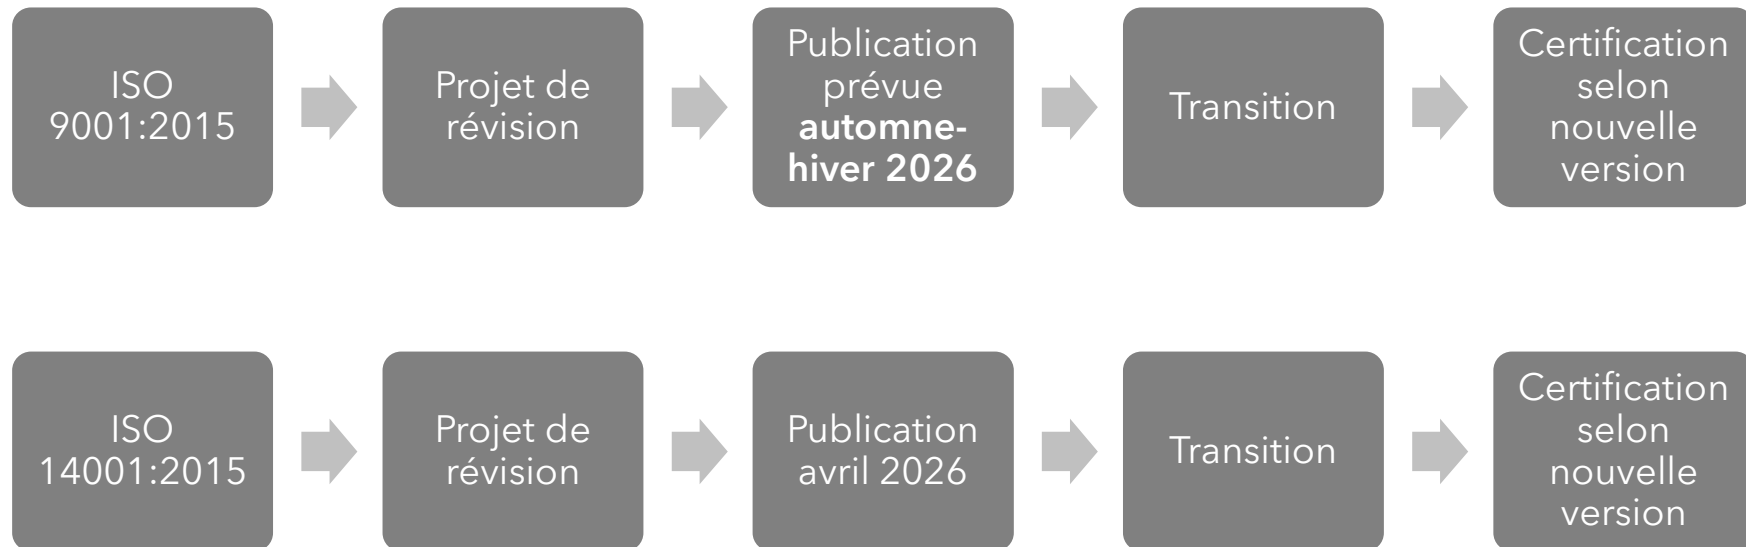 ISO
9001:2015
Projet de
révision
Publication
prévue
automne-
hiver 2026
Transition
Certification
selon
nouvelle
version
ISO
14001:2015
Projet de
révision
Publication
avril 2026
Transition
Certification
selon
nouvelle
version